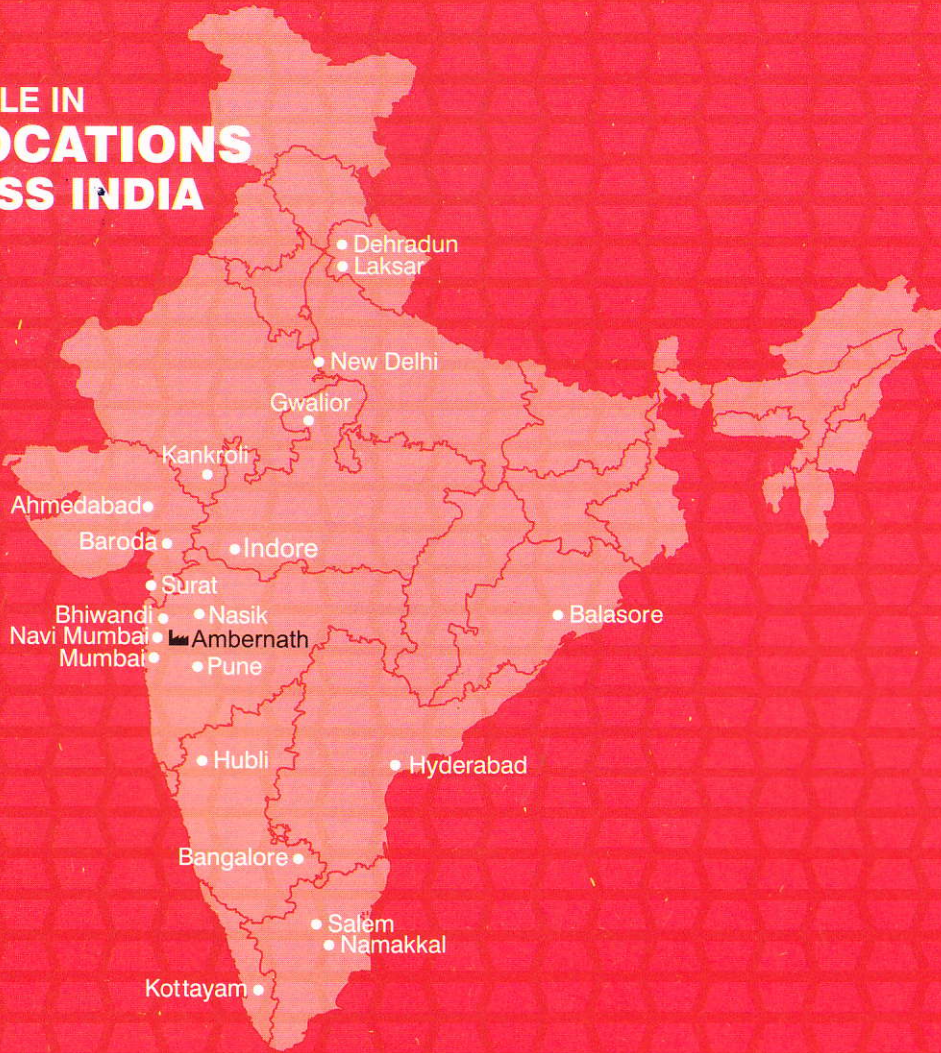 LE IN
OCATIONS
SS INDIA
Dehradun
Laksar
New Delhi
Gwalior
Kankroli
Ahmedabad
Baroda
Indore
Surat
Bhiwandi
Nasik
Balasore
Navi Mumbai
Ambernath
Mumbai
Pune
Hubli
Hyderabad
Bangalore
Salem
Namakkal
Kottayam